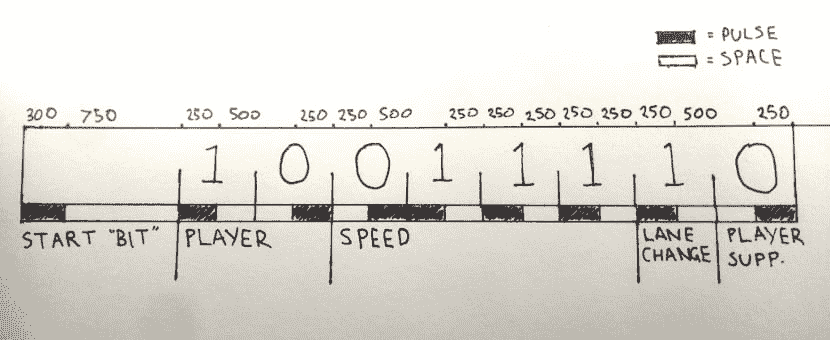 = PULSE
= SPACE
300 750 250 500 250 250 500 250 250 250 250 250 250 500 250
1 0 0 1 1 1 1 0
START "BIT" PLAYER SPEED LANE CHANGE PLAYER SUPP.